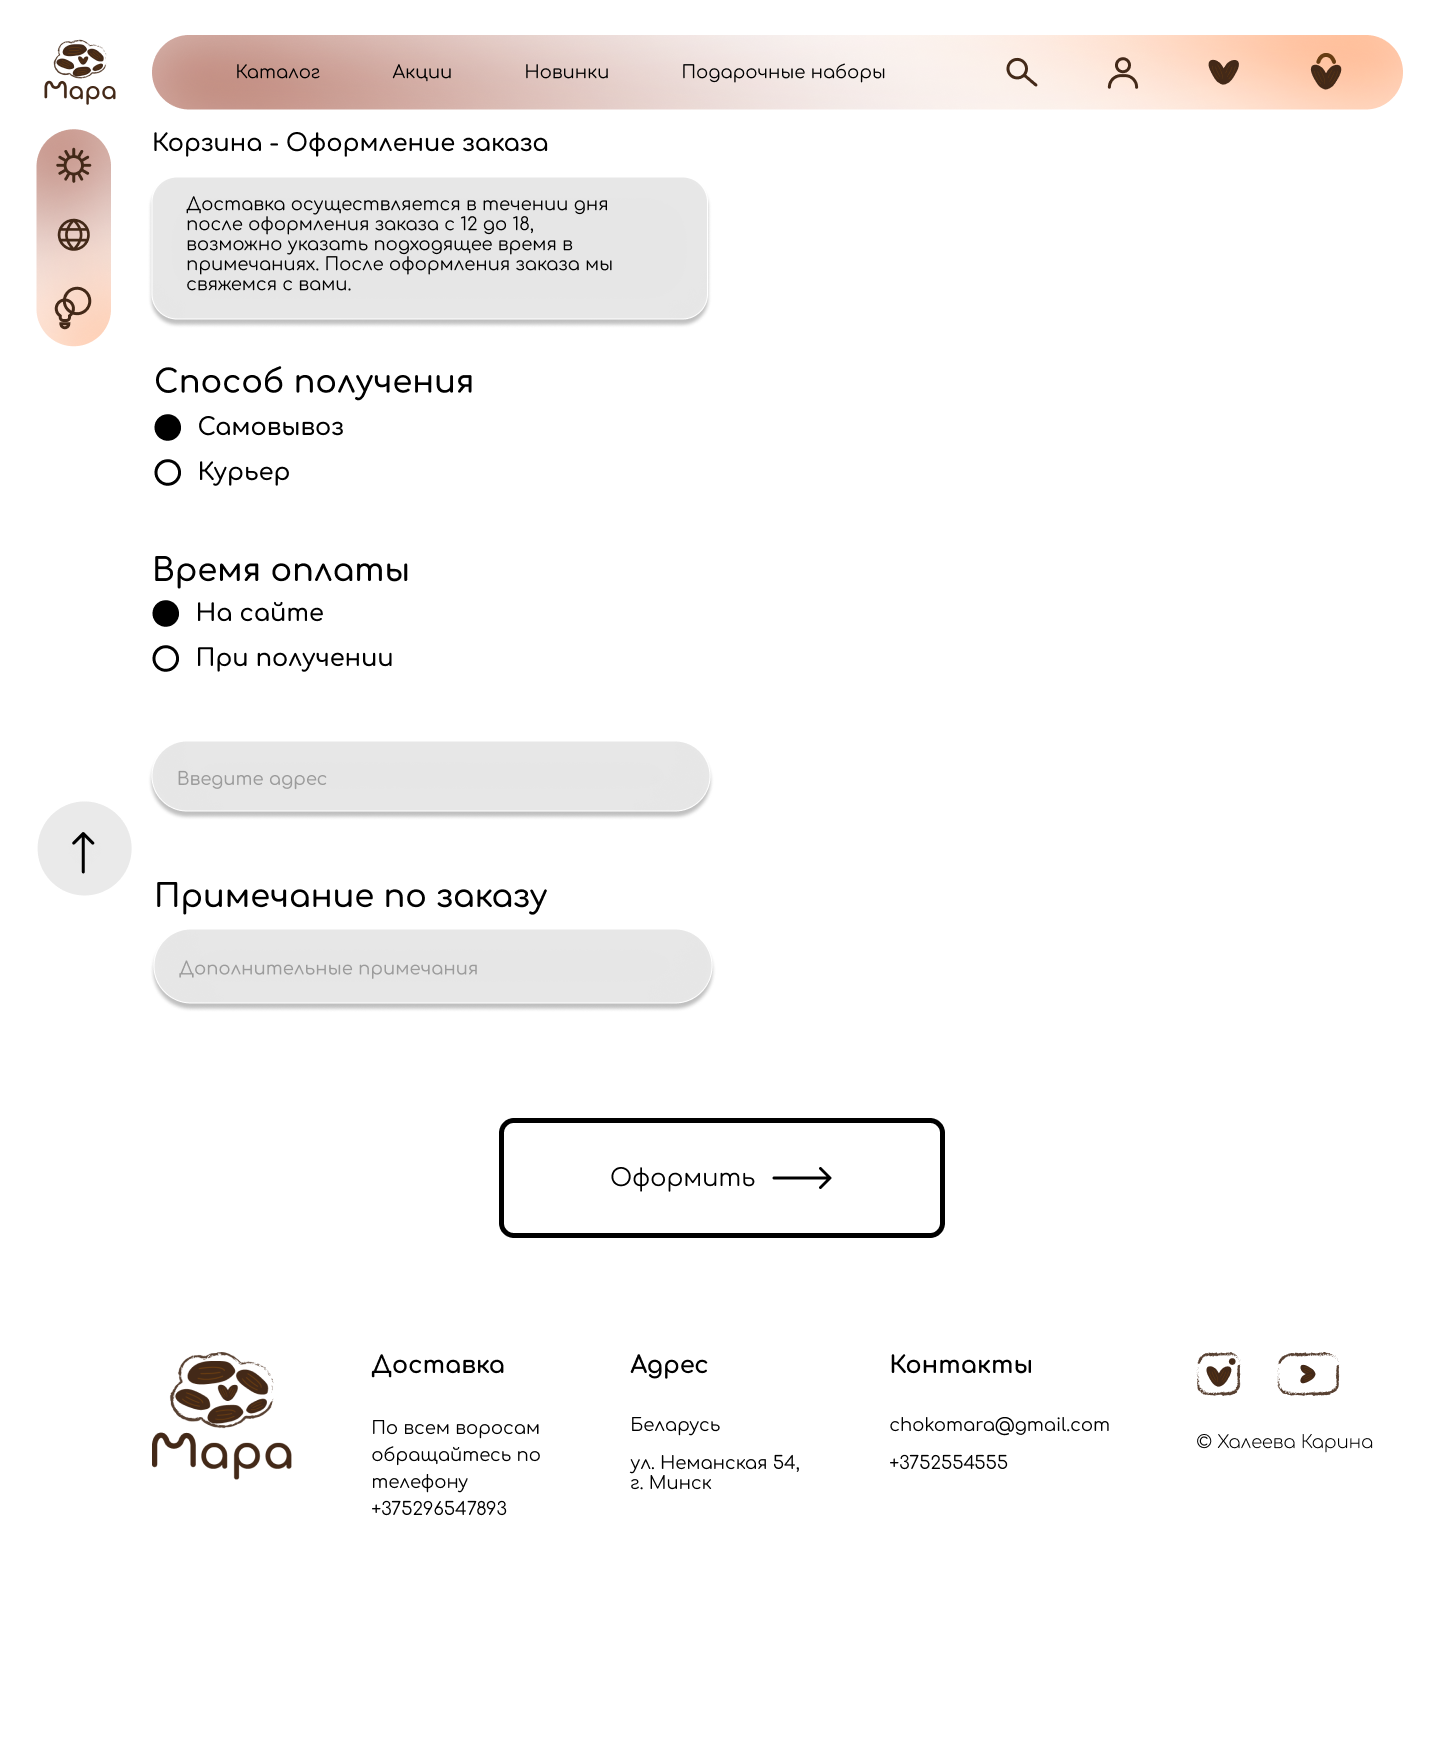 Мара
Каталог
Акции
Новинки
Подарочные наборы
Корзина - Оформление заказа
Доставка осуществляется в течении дня
после оформления заказа с 12 до 18,
возможно указать подходящее время в
примечаниях. После оформления заказа мы
свяжемся с вами.
Способ получения
Самовывоз
Курьер
Время оплаты
На сайте
При получении
Введите адрес
Примечание по заказу
Дополнительные примечания
Оформить
Мара
Доставка
По всем воросам
обращайтесь по
телефону
+375296547893
Адрес
Беларусь
ул. Неманская 54,
г. Минск
Контакты
chokomara@gmail.com
+3752554555
© Халеева Карина